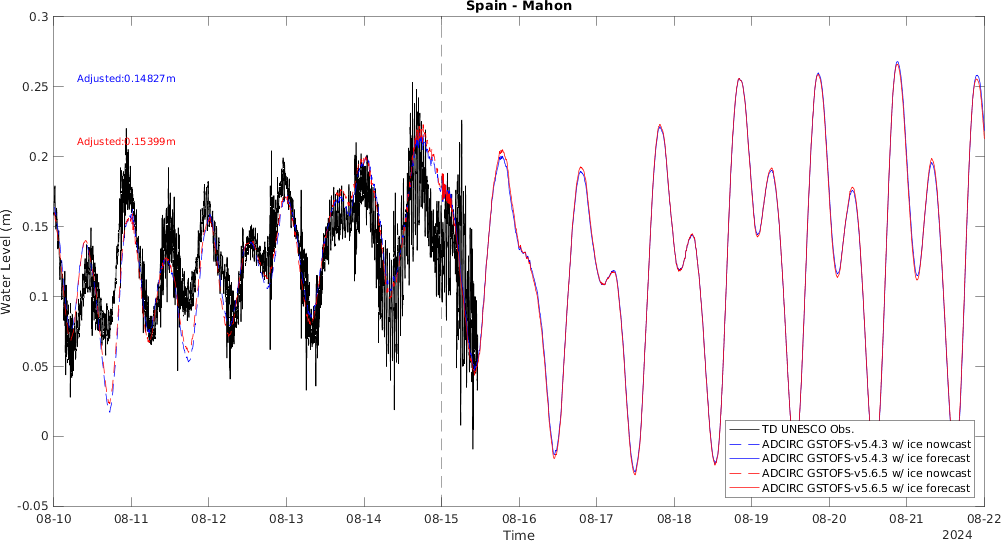 Spain - Mahon
0.3
0.25
0.2
0.15
0.1
0.05
0
-0.05
Water Level (m)
Adjusted:0.14827m
Adjusted:0.15399m
TD UNESCO Obs.
ADCIRC GSTOFS-v5.4.3 w/ ice nowcast
ADCIRC GSTOFS-v5.4.3 w/ ice forecast
ADCIRC GSTOFS-v5.6.5 w/ ice nowcast
ADCIRC GSTOFS-v5.6.5 w/ ice forecast
08-10 08-11 08-12 08-13 08-14 08-15 08-16 08-17 08-18 08-19 08-20 08-21 08-22
Time
2024